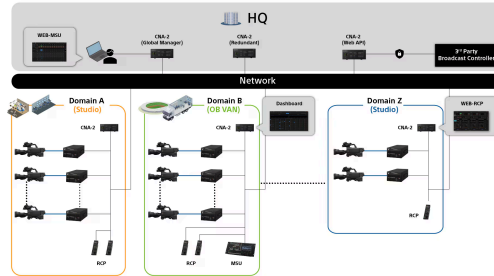 HQ
WEB-MSU
CNA-2
(Global Manager)
CNA-2
(Redundant)
CNA-2
(Web API)
3rd Party
Broadcast Controller
Network
Domain A
(Studio)
CNA-2
RCP
Domain B
(OB VAN)
CNA-2
Dashboard
RCP
MSU
Domain Z
(Studio)
CNA-2
WEB-RCP
RCP